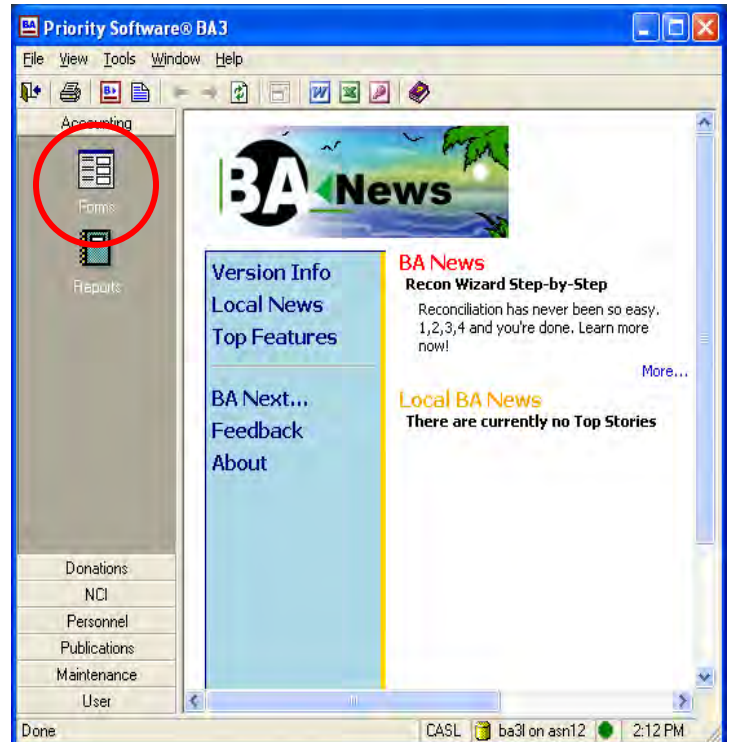 BA Priority Software® BA3
File View Tools Window Help
Accounting
Forms
Reports
Donations
NCI
Personnel
Publications
Maintenance
User
BA News
Version Info
Local News
Top Features
BA Next...
Feedback
About
BA News
Recon Wizard Step-by-Step
Reconciliation has never been so easy.
1,2,3,4 and you're done. Learn more
now!
More...
Local BA News
There are currently no Top Stories
Done CASL ba3l on asn12 2:12 PM